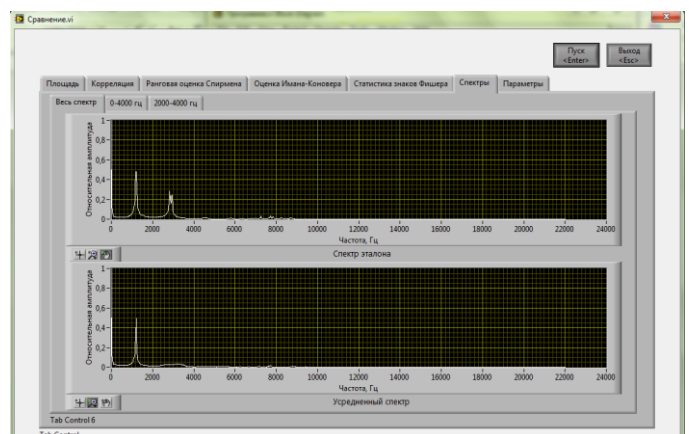 Сравнение.vi
Пуск
<Enter>
Выход
<Esc>
Площадь Корреляция Ранговая оценка Спирмена Оценка Имана-Коновера Статистика знаков Фишера Спектры Параметры
Весь спектр 0-4000 гц 2000-4000 гц
Относительная амплитуда
1-
0,8-
0,6-
0,4-
0,2-
0-
0 2000 4000 6000 8000 10000 12000 14000 16000 18000 20000 22000 24000
Частота, Гц
Спектр эталона
Относительная амплитуда
1-
0,8-
0,6-
0,4-
0,2-
0-
0 2000 4000 6000 8000 10000 12000 14000 16000 18000 20000 22000 24000
Частота, Гц
Усредненный спектр
Tab Control 6